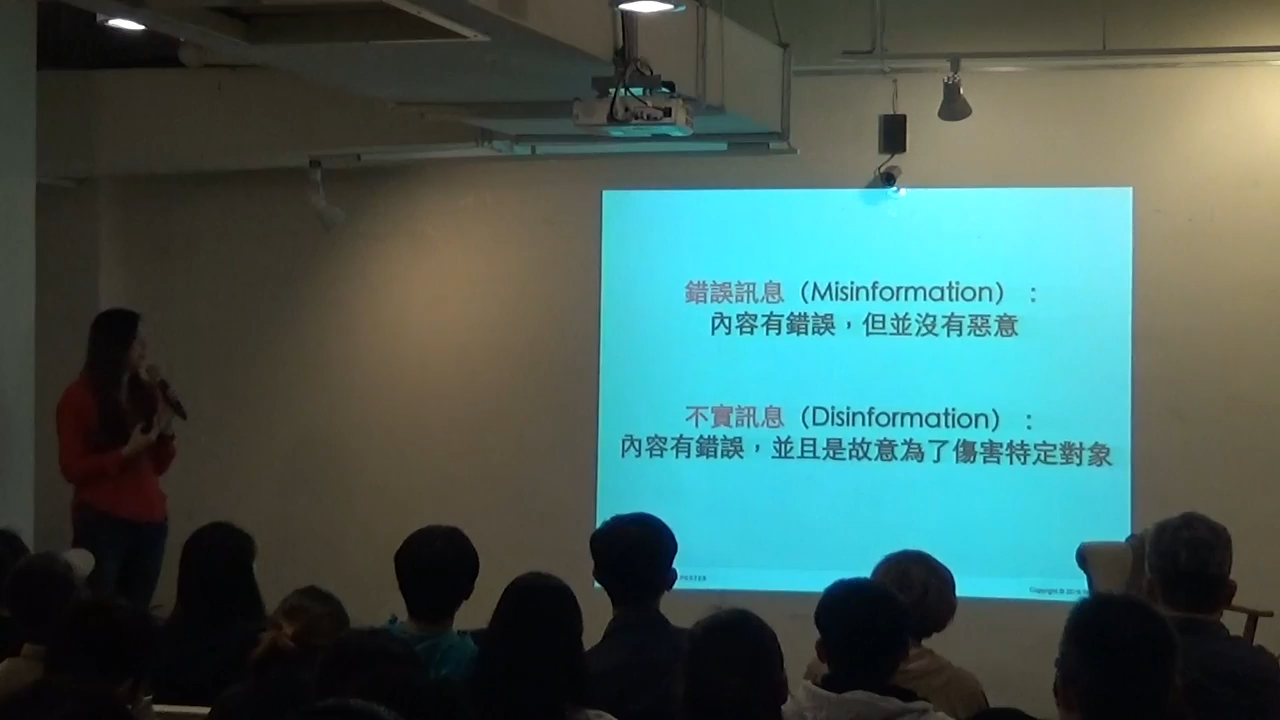 錯誤訊息（Misinformation）：
內容有錯誤，但並沒有惡意
不實訊息（Disinformation）：
內容有錯誤，並且是故意為了傷害特定對象
Copyright ©